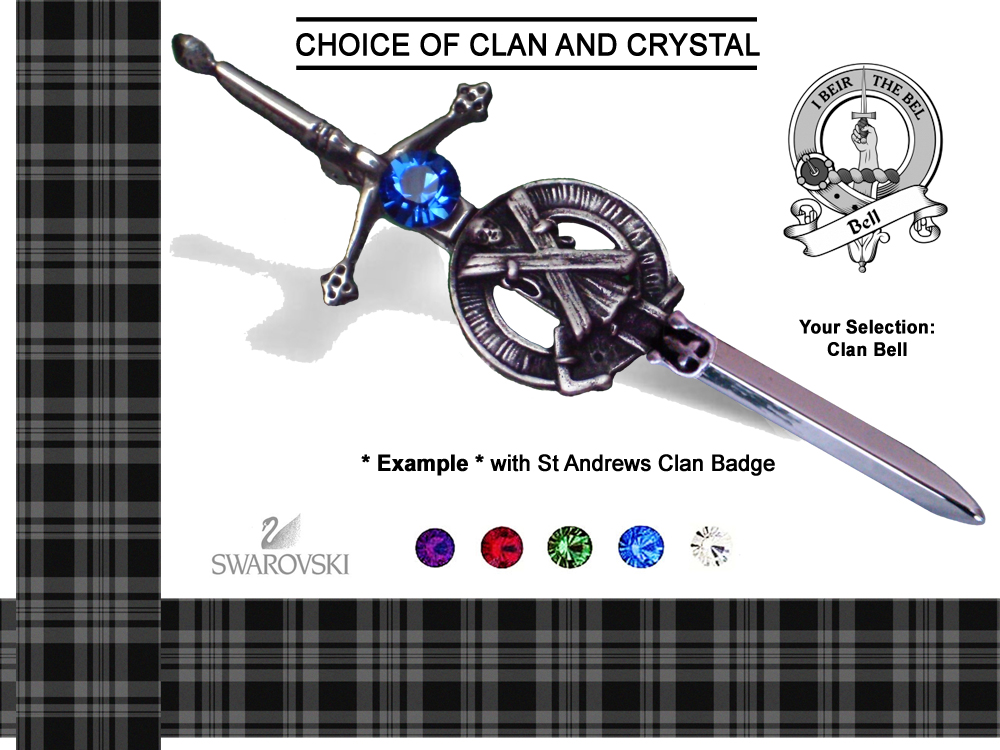 CHOICE OF CLAN AND CRYSTAL
I BEIR THE BEL
Bell
Your Selection:
Clan Bell
* Example * with St Andrews Clan Badge
SWAROVSKI